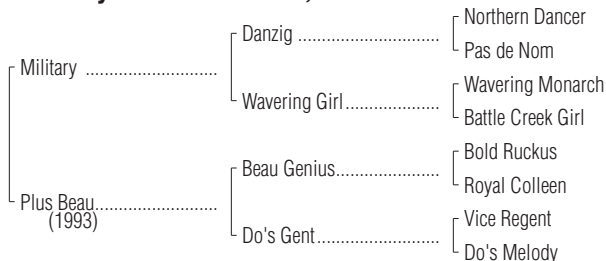 Northern Dancer
Danzig ......................................
Pas de Nom
Military ...................................
Wavering Monarch
Wavering Girl.........................
Battle Creek Girl
Bold Ruckus
Beau Genius...........................
Royal Colleen
Plus Beau.................................
(1993)
Vice Regent
Do's Gent................................
Do's Melody